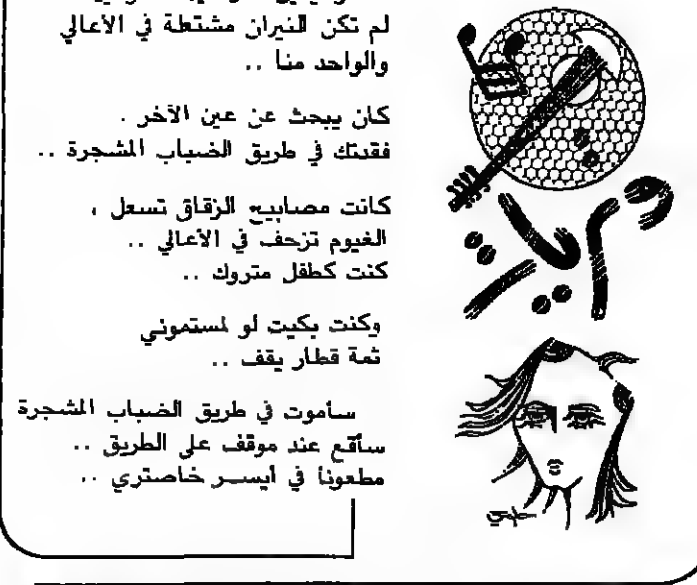 لم تكن النيران مشتعلة في الأعالي
والواحد منا ..
كان يبحث عن عين الآخر .
فقدتك في طريق الضباب المشجرة ..
كانت مصابيح الزقاق تسعل ،
الغيوم تزحف في الأعالي ..
كنت كطفل متروك ..
وكنت بكيت لو لمستموني
ثمة قطار يقف ..
سأموت في طريق الضباب المشجرة
سأقع عند موقف على الطريق ..
مطعوناً في أيســر خاصتري ..